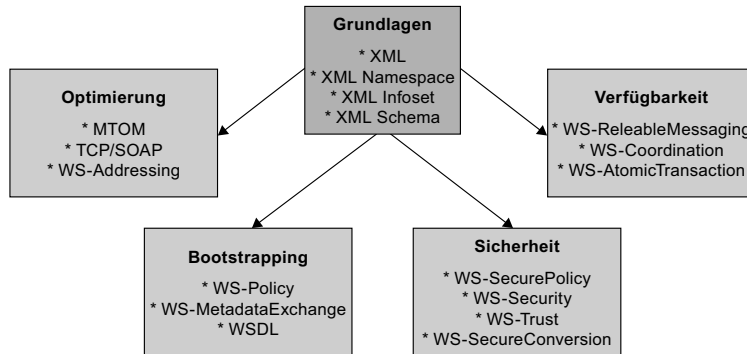 Grundlagen
* XML
* XML Namespace
* XML Infoset
* XML Schema
Optimierung
* MTOM
* TCP/SOAP
* WS-Addressing
Verfügbarkeit
* WS-ReleableMessaging
* WS-Coordination
* WS-AtomicTransaction
Bootstrapping
* WS-Policy
* WS-MetadataExchange
* WSDL
Sicherheit
* WS-SecurePolicy
* WS-Security
* WS-Trust
* WS-SecureConversion